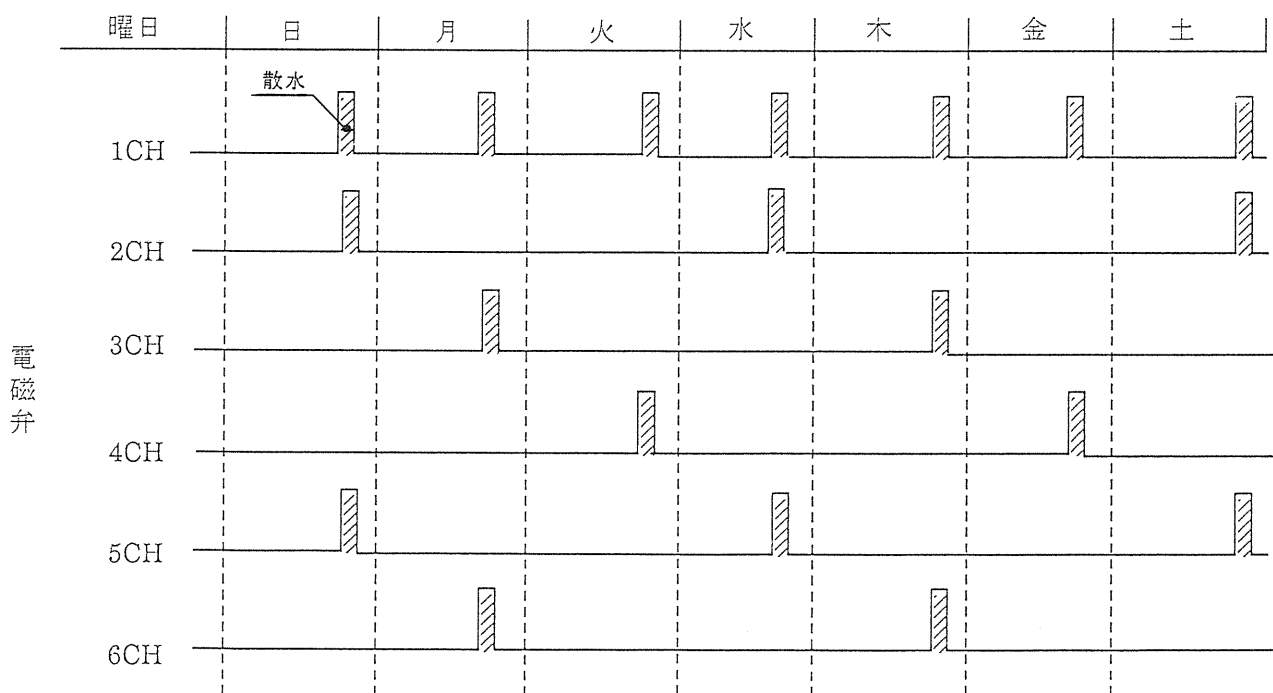 曜日 日 月 火 水 木 金 土
散水
1CH
2CH
3CH
電磁弁
4CH
5CH
6CH